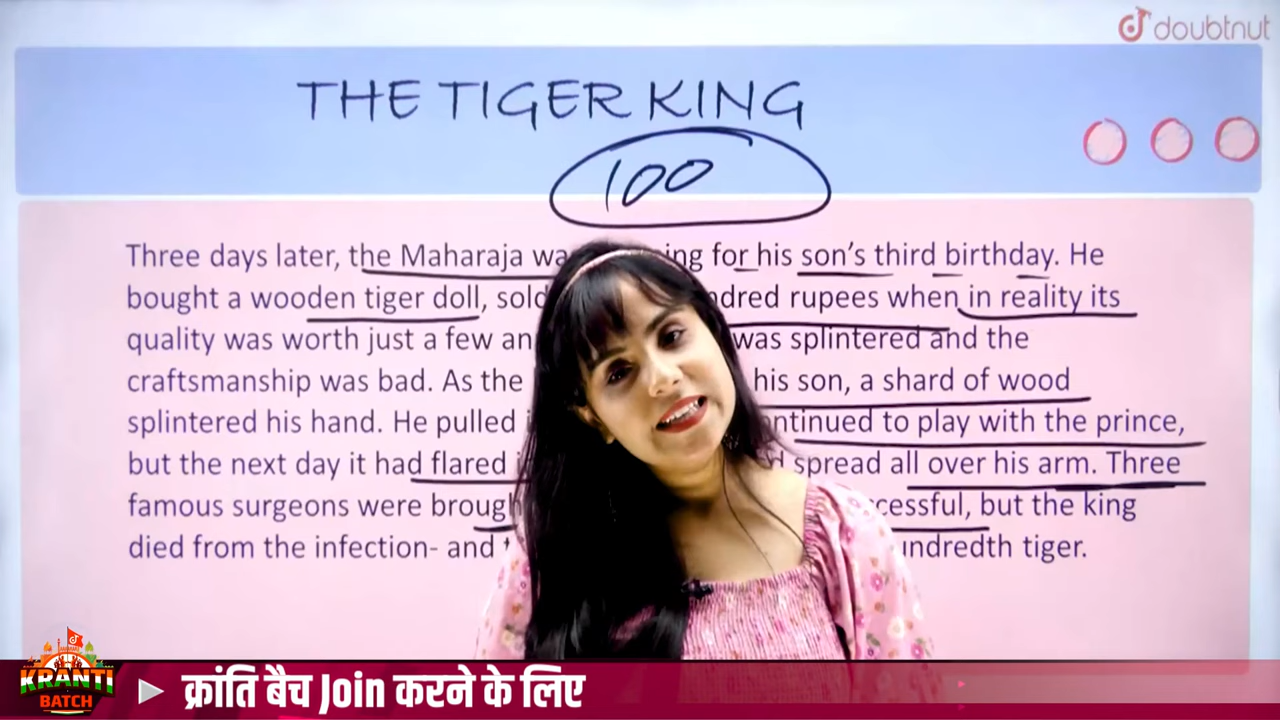 doubtnut
THE TIGER KING
100
Three days later, the Maharaja wa ing for his son's third birthday. He
bought a wooden tiger doll, sold ndred rupees when in reality its
quality was worth just a few an was splintered and the
craftsmanship was bad. As the his son, a shard of wood
splintered his hand. He pulled ntinued to play with the prince,
but the next day it had flared spread all over his arm. Three
famous surgeons were brough cessful, but the king
died from the infection- and undredth tiger.
KRANTI
BATCH
क्रांति बैच Join करने के लिए